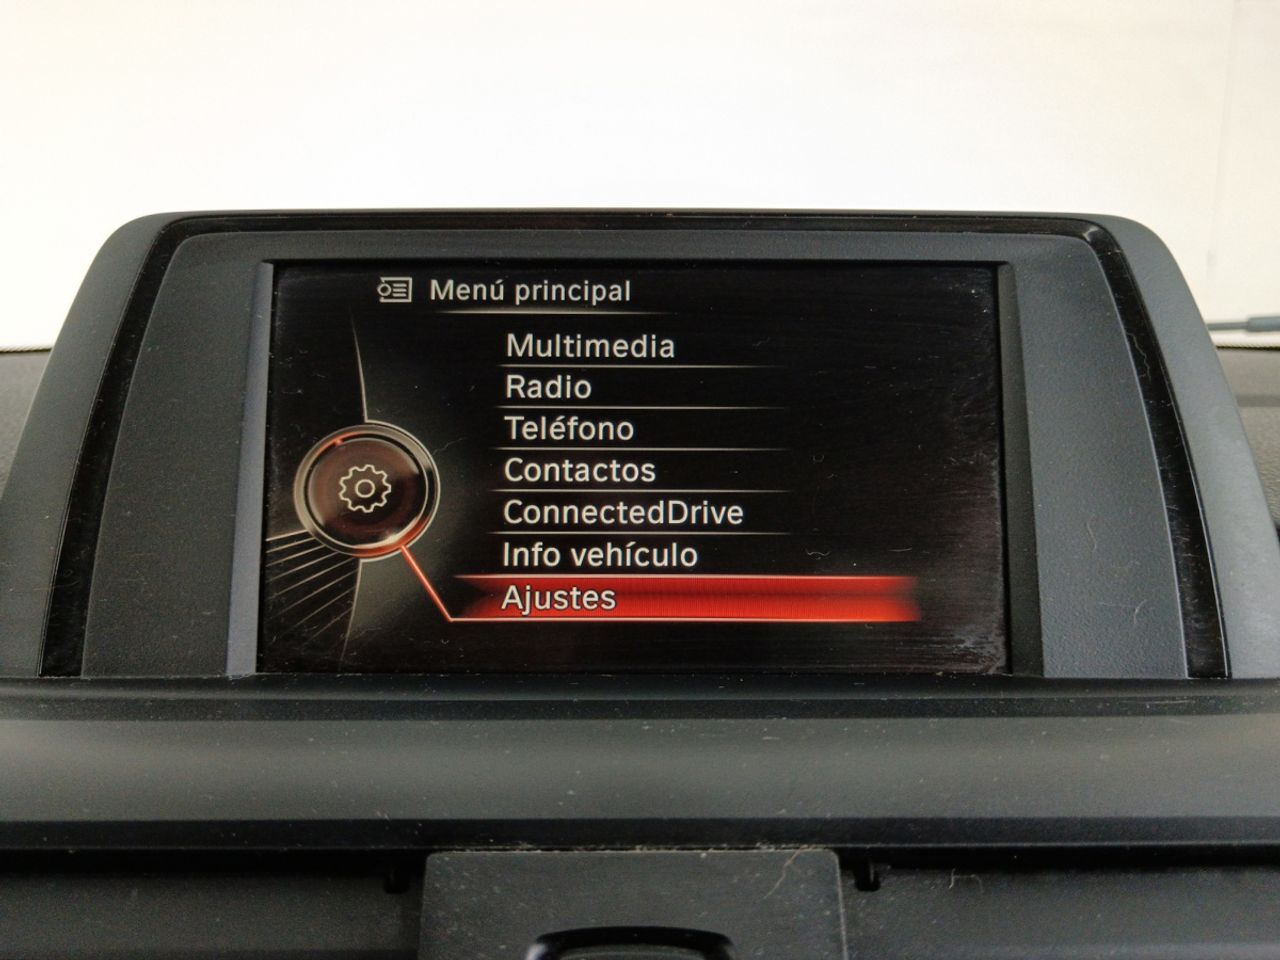 Menú principal
Multimedia
Radio
Teléfono
Contactos
ConnectedDrive
Info vehículo
Ajustes